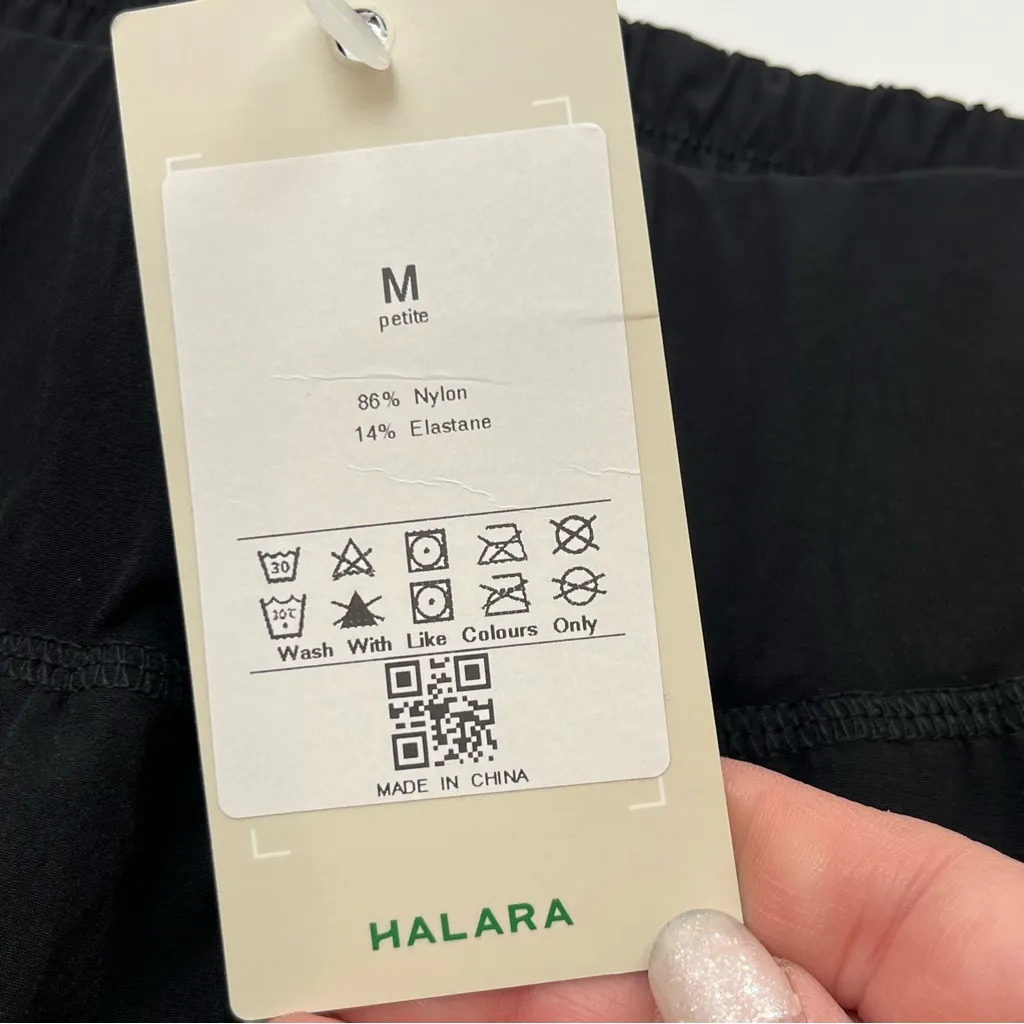 M
petite
86% Nylon
14% Elastane
30
30℃
Wash With Like Colours Only
MADE IN CHINA
HALARA